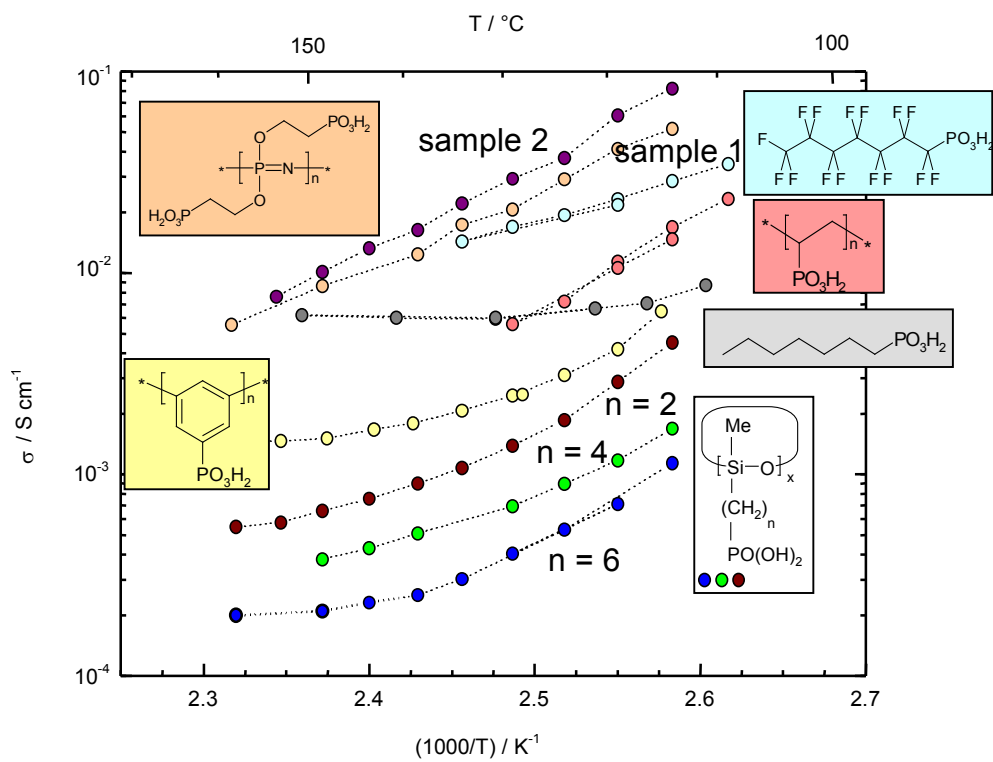 T / °C
150
100
10-1
10-2
10-3
10-4
σ / S cm-1
2.3
2.4
2.5
2.6
2.7
(1000/T) / K-1
sample 2
sample 1
n = 2
n = 4
n = 6
PO3H2
O
* [ P=N ]n *
O
H2O3P
F F F F F F
F
PO3H2
F F F F F F F F
* [ ]n *
PO3H2
PO3H2
* [ ]n *
PO3H2
Me
[Si—O]x
(CH2)n
PO(OH)2